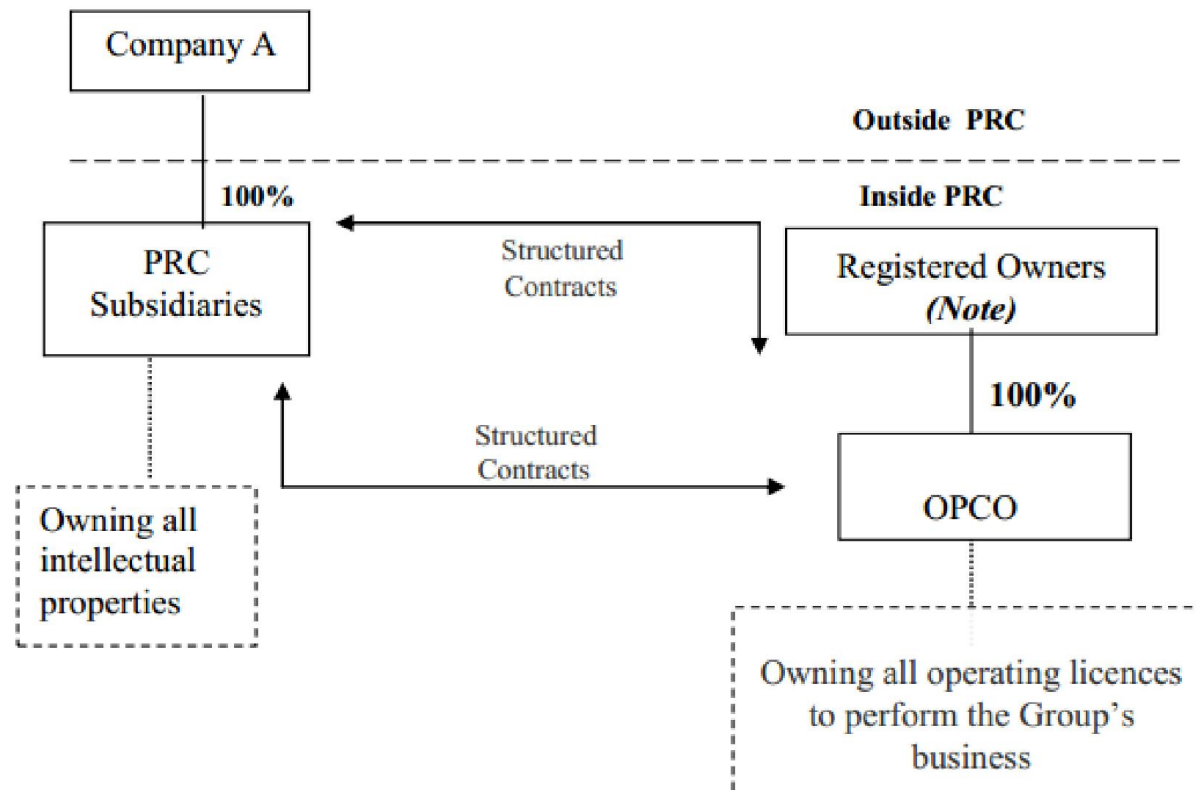 Company A
Outside PRC
100%
Inside PRC
PRC
Subsidiaries
Structured
Contracts
Registered Owners
(Note)
100%
Structured
Contracts
OPCO
Owning all
intellectual
properties
Owning all operating licences
to perform the Group's
business